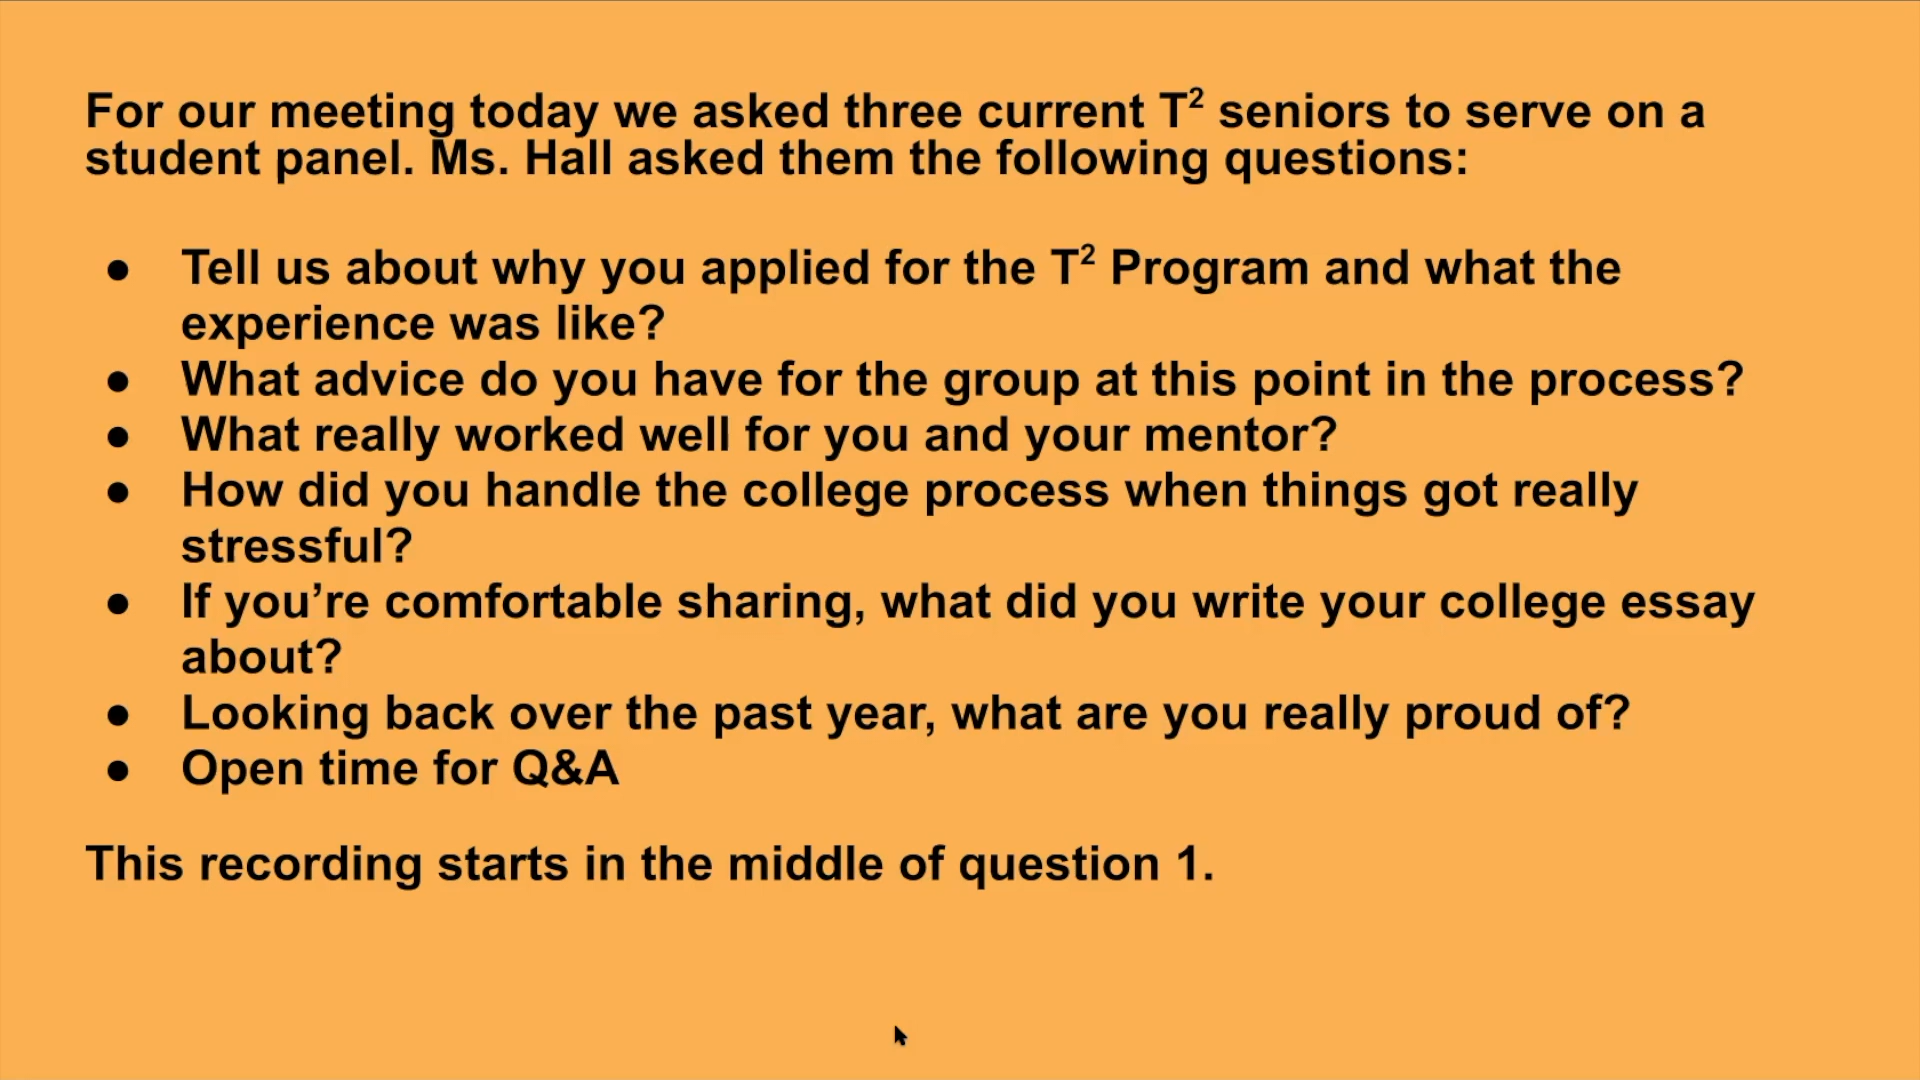 For our meeting today we asked three current T² seniors to serve on a
student panel. Ms. Hall asked them the following questions:
● Tell us about why you applied for the T² Program and what the
experience was like?
● What advice do you have for the group at this point in the process?
● What really worked well for you and your mentor?
● How did you handle the college process when things got really
stressful?
● If you’re comfortable sharing, what did you write your college essay
about?
● Looking back over the past year, what are you really proud of?
● Open time for Q&A
This recording starts in the middle of question 1.